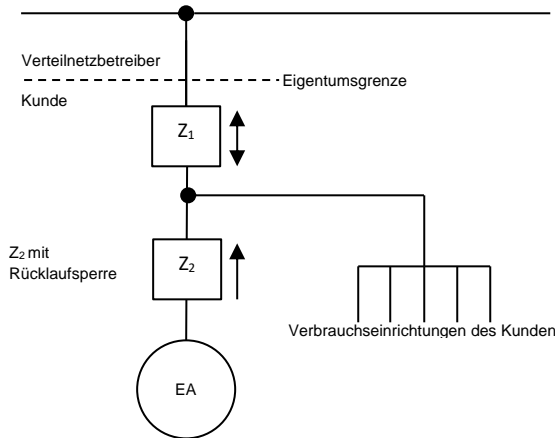 Verteilnetzbetreiber
Eigentumsgrenze
Kunde
Z1
Z2 mit
Rücklaufsperre
Z2
Verbrauchseinrichtungen des Kunden
EA